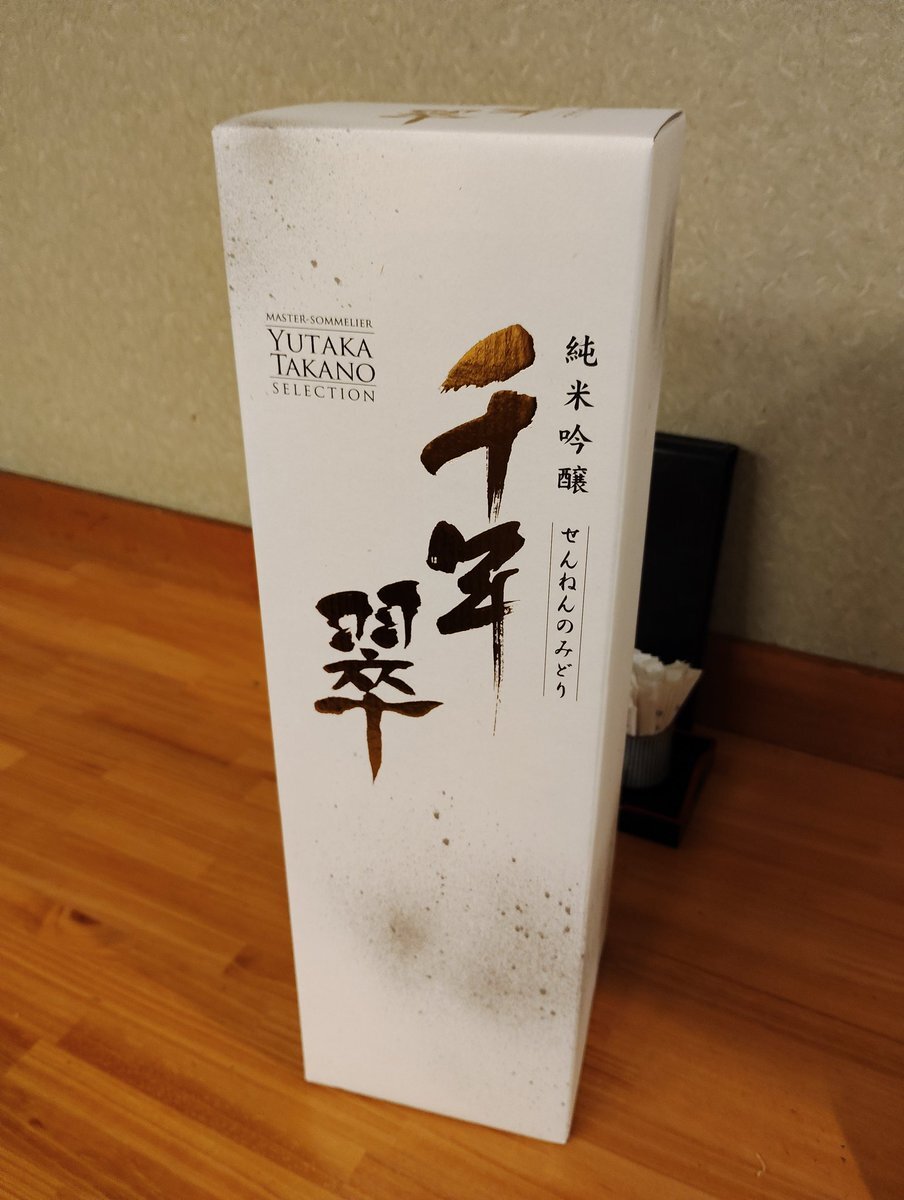 MASTER-SOMMELIER
YUTAKA
TAKANO
SELECTION
純米吟醸
せんねんのみどり
千年
翠